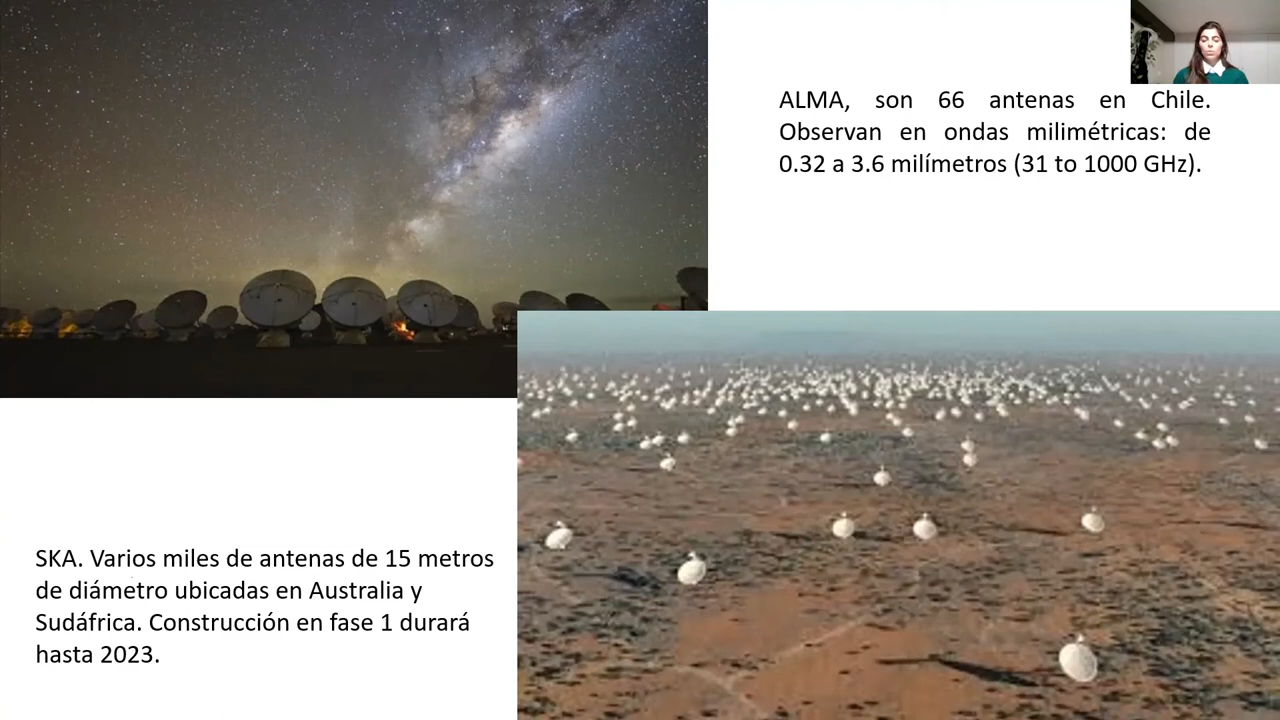 ALMA, son 66 antenas en Chile.
Observan en ondas milimétricas: de
0.32 a 3.6 milímetros (31 to 1000 GHz).
SKA. Varios miles de antenas de 15 metros
de diámetro ubicadas en Australia y
Sudáfrica. Construcción en fase 1 durará
hasta 2023.